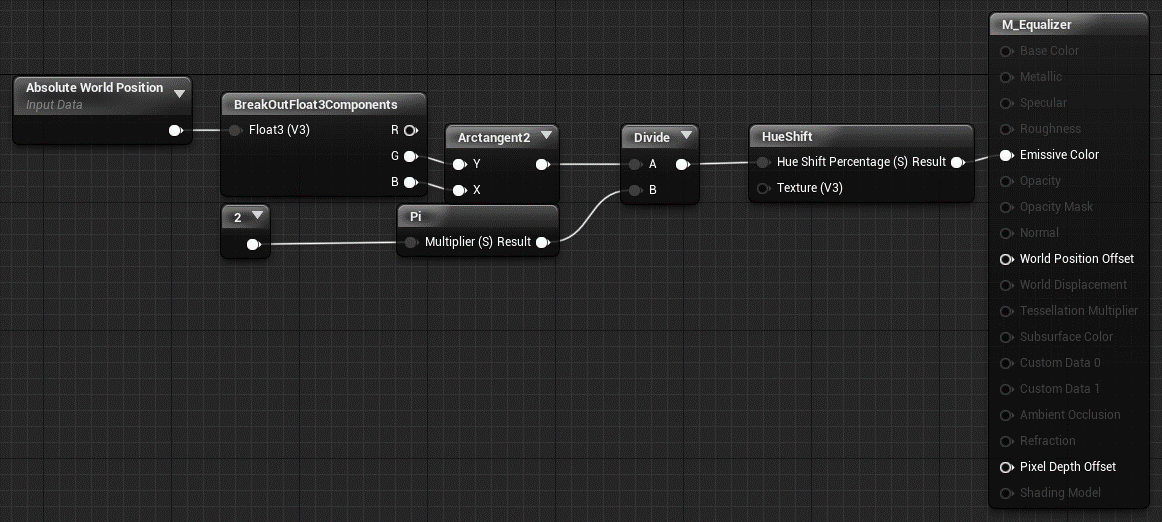 Absolute World Position
Input Data
BreakOutFloat3Components
Float3 (V3)
R
G
B
2
Arctangent2
Y
X
Pi
Multiplier (S) Result
Divide
A
B
HueShift
Hue Shift Percentage (S) Result
Texture (V3)
M_Equalizer
Base Color
Metallic
Specular
Roughness
Emissive Color
Opacity
Opacity Mask
Normal
World Position Offset
World Displacement
Tessellation Multiplier
Subsurface Color
Custom Data 0
Custom Data 1
Ambient Occlusion
Refraction
Pixel Depth Offset
Shading Model